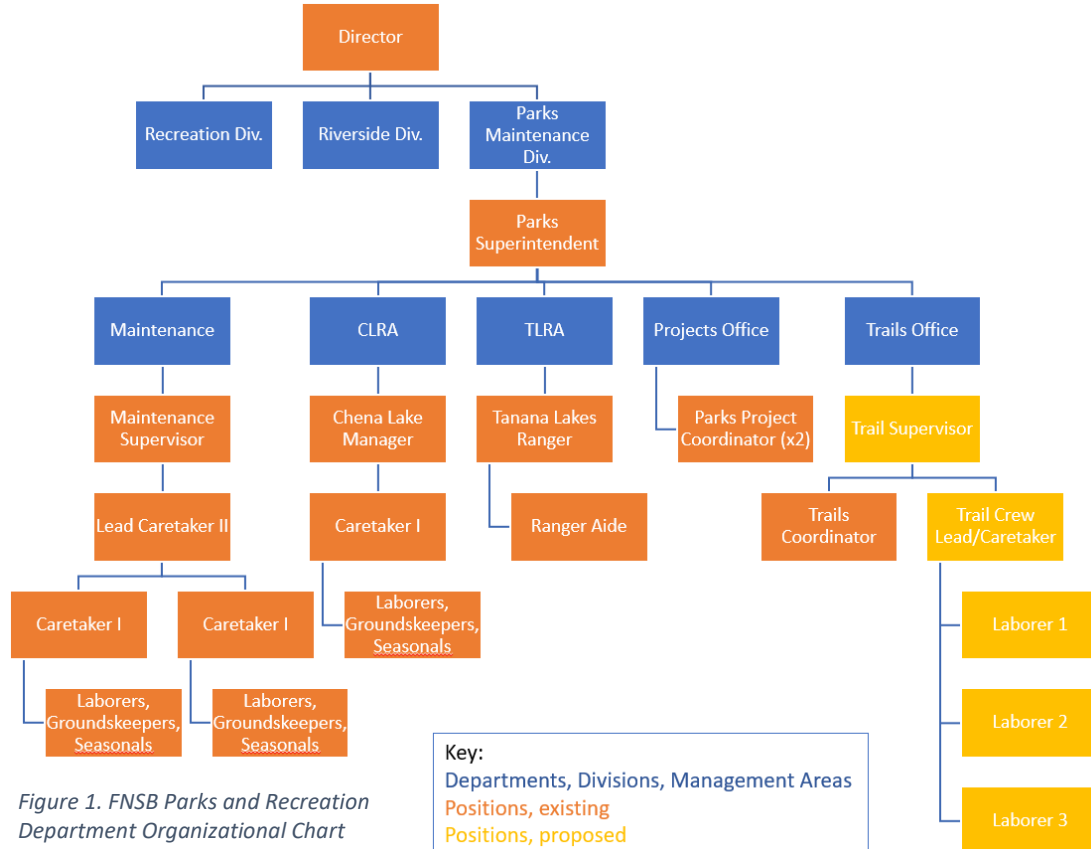 Director
Recreation Div.
Riverside Div.
Parks
Maintenance
Div.
Parks
Superintendent
Maintenance
CLRA
TLRA
Projects Office
Trails Office
Maintenance
Supervisor
Chena Lake
Manager
Tanana Lakes
Ranger
Parks Project
Coordinator (x2)
Trail Supervisor
Lead Caretaker II
Caretaker I
Ranger Aide
Trails
Coordinator
Trail Crew
Lead/Caretaker
Caretaker I
Caretaker I
Laborers,
Groundskeepers,
Seasonals
Laborer 1
Laborers,
Groundskeepers,
Seasonals
Laborers,
Groundskeepers,
Seasonals
Laborer 2
Laborer 3
Key:
Departments, Divisions, Management Areas
Positions, existing
Positions, proposed
Figure 1. FNSB Parks and Recreation
Department Organizational Chart